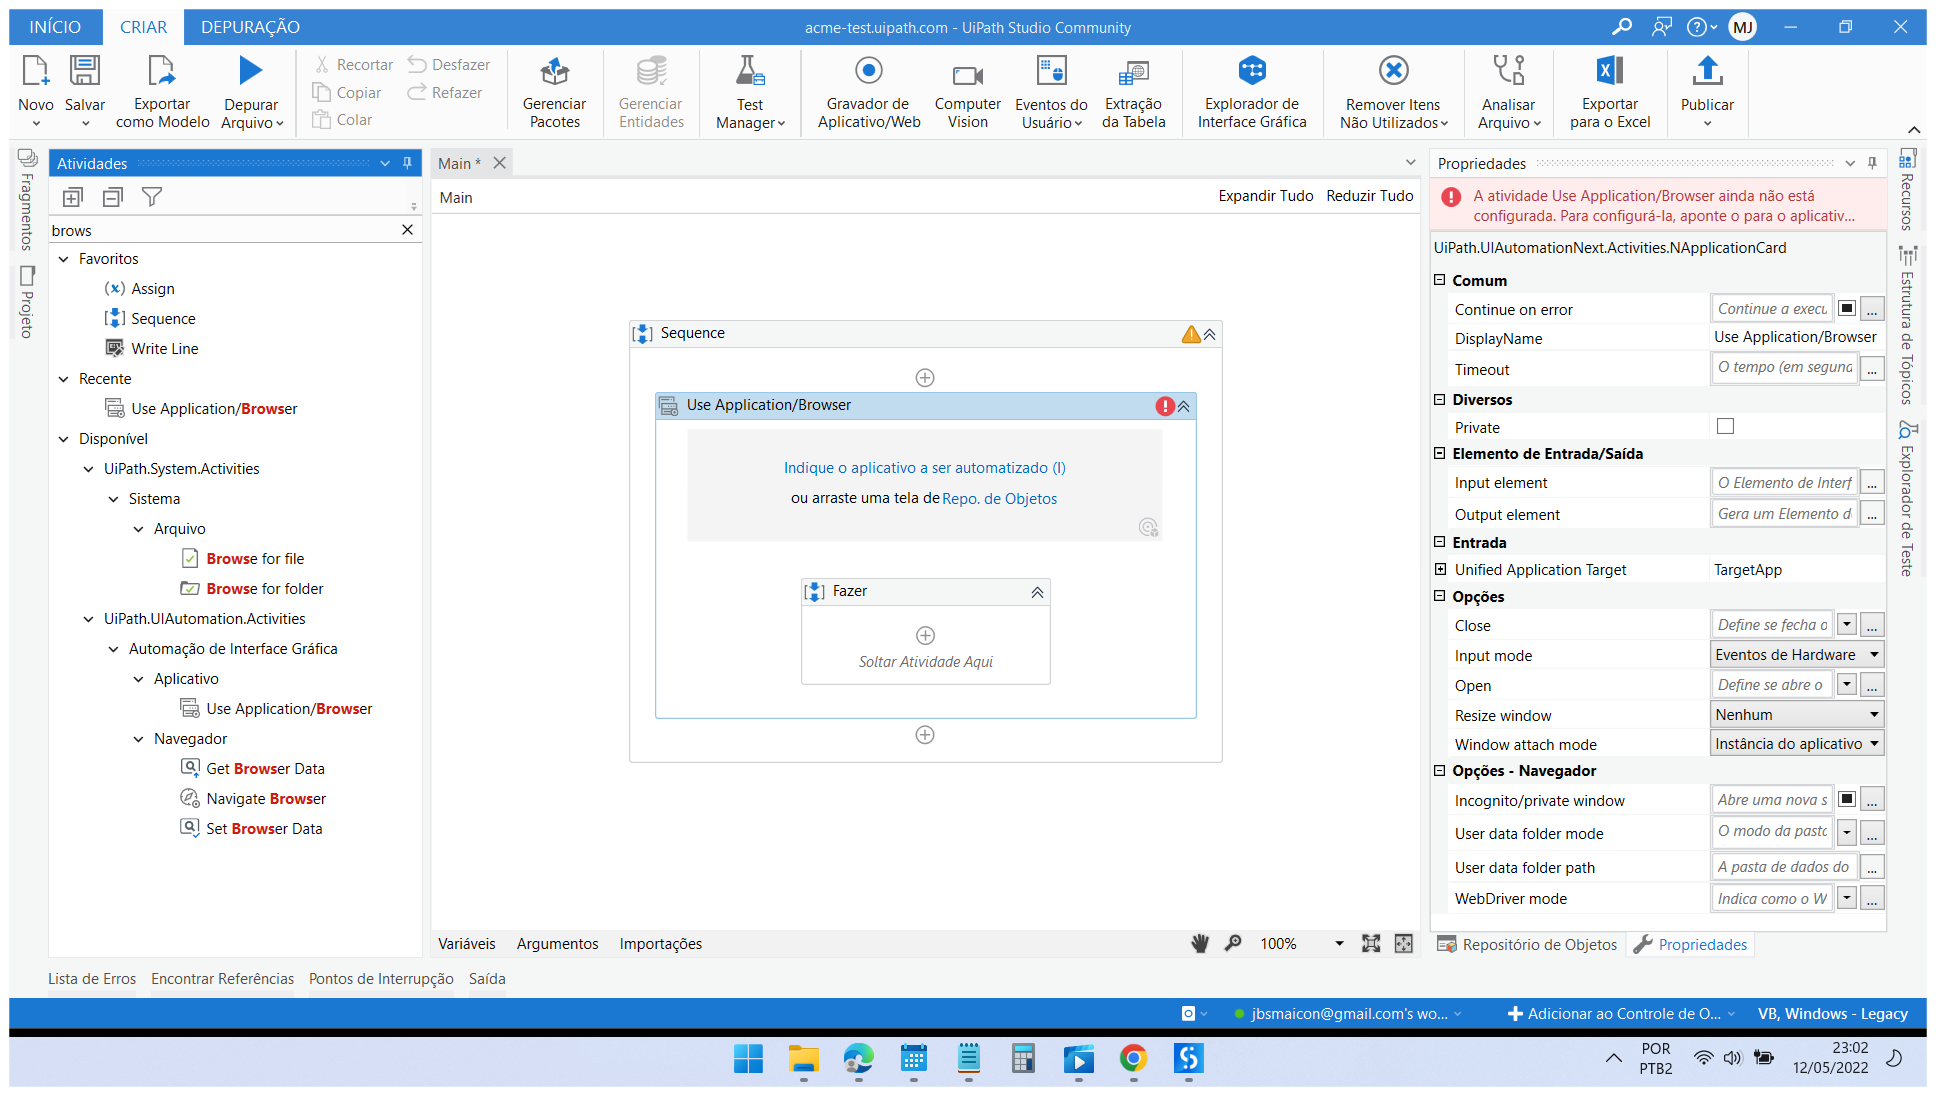 INÍCIO
CRIAR
DEPURAÇÃO
acme-test.uipath.com - UiPath Studio Community
MJ
Novo
Salvar
Exportar
como Modelo
Depurar
Arquivo
Recortar
Copiar
Colar
Desfazer
Refazer
Gerenciar
Pacotes
Gerenciar
Entidades
Test
Manager
Gravador de
Aplicativo/Web
Computer
Vision
Eventos do
Usuário
Extração
da Tabela
Explorador de
Interface Gráfica
Remover Itens
Não Utilizados
Analisar
Arquivo
Exportar
para o Excel
Publicar
Fragmentos
Projeto
Atividades
brows
Favoritos
Assign
Sequence
Write Line
Recente
Use Application/Browser
Disponível
UiPath.System.Activities
Sistema
Arquivo
Browse for file
Browse for folder
UiPath.UIAutomation.Activities
Automação de Interface Gráfica
Aplicativo
Use Application/Browser
Navegador
Get Browser Data
Navigate Browser
Set Browser Data
Main *
Main
Expandir Tudo
Reduzir Tudo
Sequence
Use Application/Browser
Indique o aplicativo a ser automatizado (I)
ou arraste uma tela de Repo. de Objetos
Fazer
Soltar Atividade Aqui
Variáveis
Argumentos
Importações
100%
Propriedades
A atividade Use Application/Browser ainda não está
configurada. Para configurá-la, aponte o para o aplicativ...
UiPath.UIAutomationNext.Activities.NApplicationCard
Comum
Continue on error
Continue a execu
...
DisplayName
Use Application/Browser
Timeout
O tempo (em segund
...
Diversos
Private
Elemento de Entrada/Saída
Input element
O Elemento de Interf
...
Output element
Gera um Elemento d
...
Entrada
Unified Application Target
TargetApp
Opções
Close
Define se fecha o
...
Input mode
Eventos de Hardware
Open
Define se abre o
...
Resize window
Nenhum
Window attach mode
Instância do aplicativo
Opções - Navegador
Incognito/private window
Abre uma nova s
...
User data folder mode
O modo da pasta
...
User data folder path
A pasta de dados do
...
WebDriver mode
Indica como o W
...
Repositório de Objetos
Propriedades
Recursos
Estrutura de Tópicos
Explorador de Teste
Lista de Erros
Encontrar Referências
Pontos de Interrupção
Saída
jbsmaicon@gmail.com's wo...
Adicionar ao Controle de O...
VB, Windows - Legacy
POR
PTB2
23:02
12/05/2022